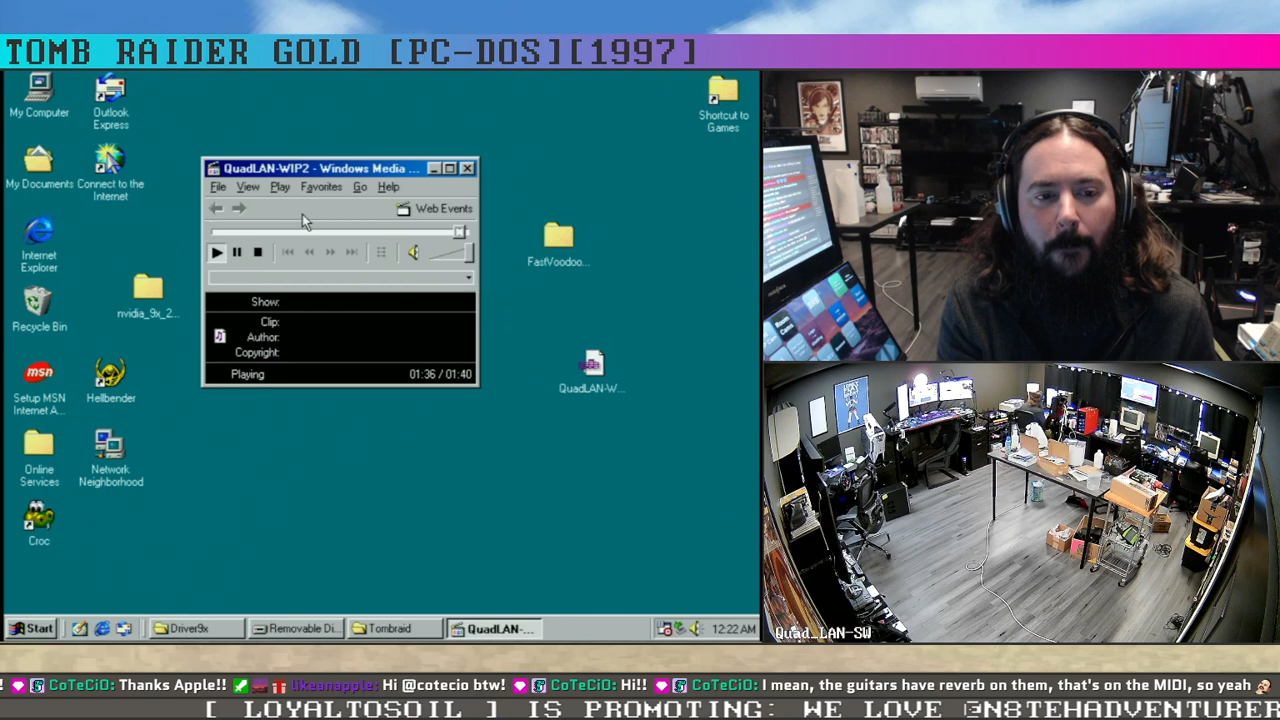 TOMB RAIDER GOLD [PC-DOS][1997]
My Computer
Outlook
Express
Shortcut to
Games
My Documents
Connect to the
Internet
QuadLAN-WIP2 - Windows Media ...
File View Play Favorites Go Help
Web Events
Internet
Explorer
FastVoodoo...
nvidia_9x_2...
Recycle Bin
Show:
Clip:
Author:
Copyright:
Playing 01:36 / 01:40
QuadLAN-W...
msn
Setup MSN
Internet A...
Hellbender
Online
Services
Network
Neighborhood
Croc
Start Driver9x Removable Di... Tombraid QuadLAN-... 12:22 AM
Quad_LAN-SW
! CoTeCiO: Thanks Apple!! likeanapple: Hi @cotecio btw! CoTeCiO: Hi!! CoTeCiO: I mean, the guitars have reverb on them, that's on the MIDI, so yeah
[ LOYALTOSOIL ] IS PROMOTING: WE LOVE @N8TEHADVENTURER